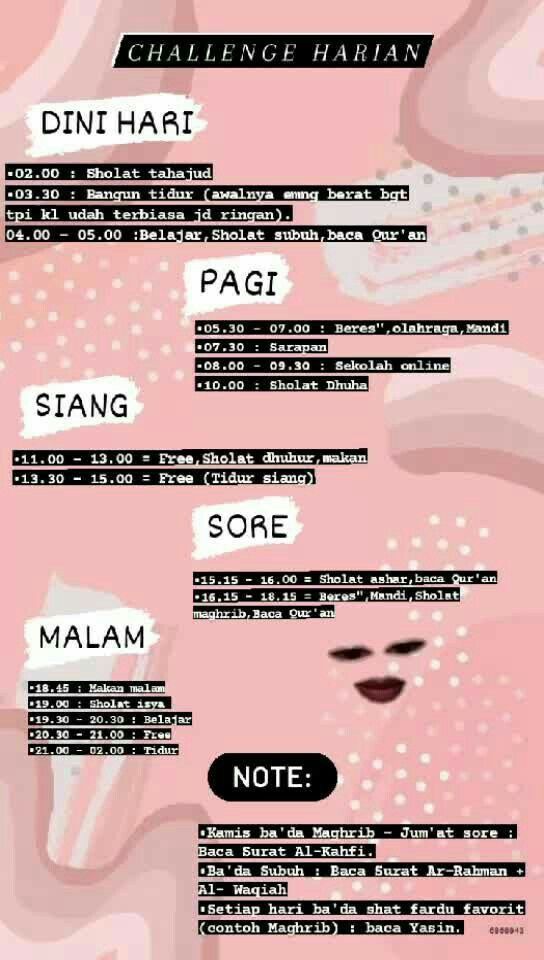 CHALLENGE HARIAN
DINI HARI
•02.00 : Sholat tahajud
•03.30 : Bangun tidur (awalnya emng berat bgt
tpi kl udah terbiasa jd ringan).
04.00 - 05.00 :Belajar,Sholat subuh,baca Qur'an
PAGI
•05.30 - 07.00 : Beres",olahraga,Mandi
•07.30 : Sarapan
•08.00 - 09.30 : Sekolah online
•10.00 : Sholat Dhuha
SIANG
•11.00 - 13.00 = Free,Sholat dhuhur,makan
•13.30 - 15.00 = Free (Tidur siang)
SORE
•15.15 - 16.00 = Sholat ashar,baca Qur'an
•16.15 - 18.15 = Beres",Mandi,Sholat
maghrib,Baca Qur'an
MALAM
•18.45 : Makan malam
•19.00 : Sholat isya
•19.30 - 20.30 : Belajar
•20.30 - 21.00 : Free
•21.00 - 02.00 : Tidur
NOTE:
•Kamis ba'da Maghrib - Jum'at sore :
Baca Surat Al-Kahfi.
•Ba'da Subuh : Baca Surat Ar-Rahman +
Al- Waqiah
•Setiap hari ba'da shat fardu favorit
(contoh Maghrib) : baca Yasin.